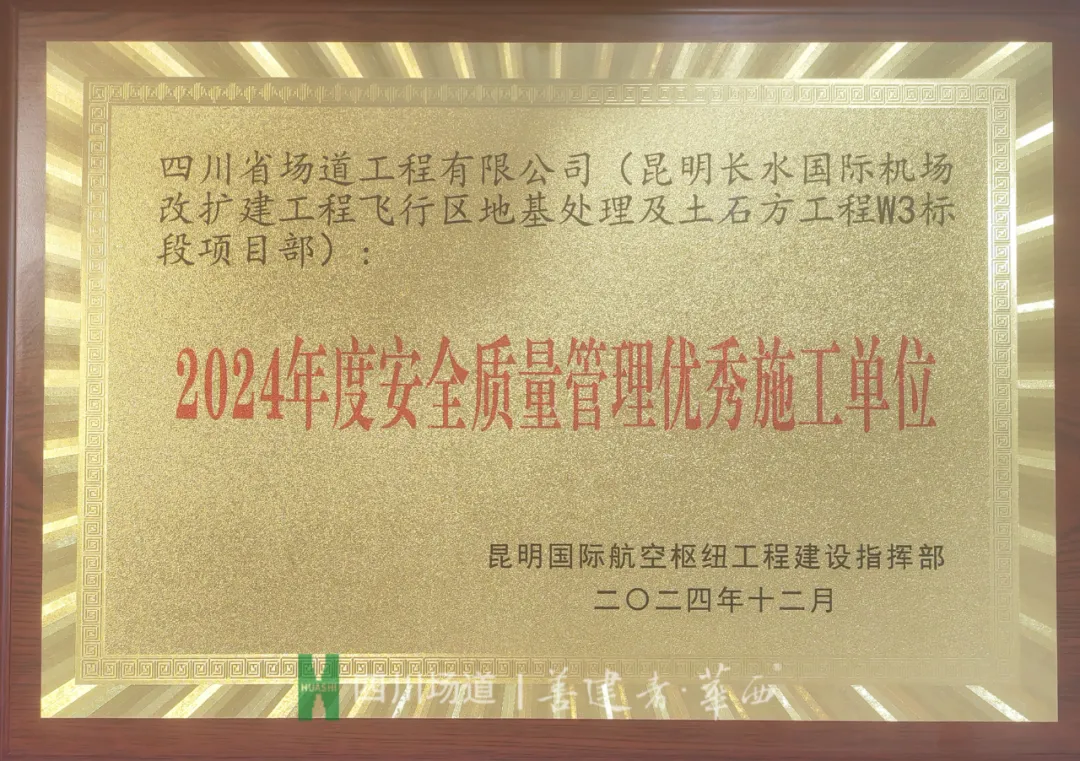 四川省场道工程有限公司（昆明长水国际机场
改扩建工程飞行区地基处理及土石方工程W3标
段项目部）：
2024年度安全质量管理优秀施工单位
昆明国际航空枢纽工程建设指挥部
二〇二四年十二月
HUASHI
四川场道|善建者·華西